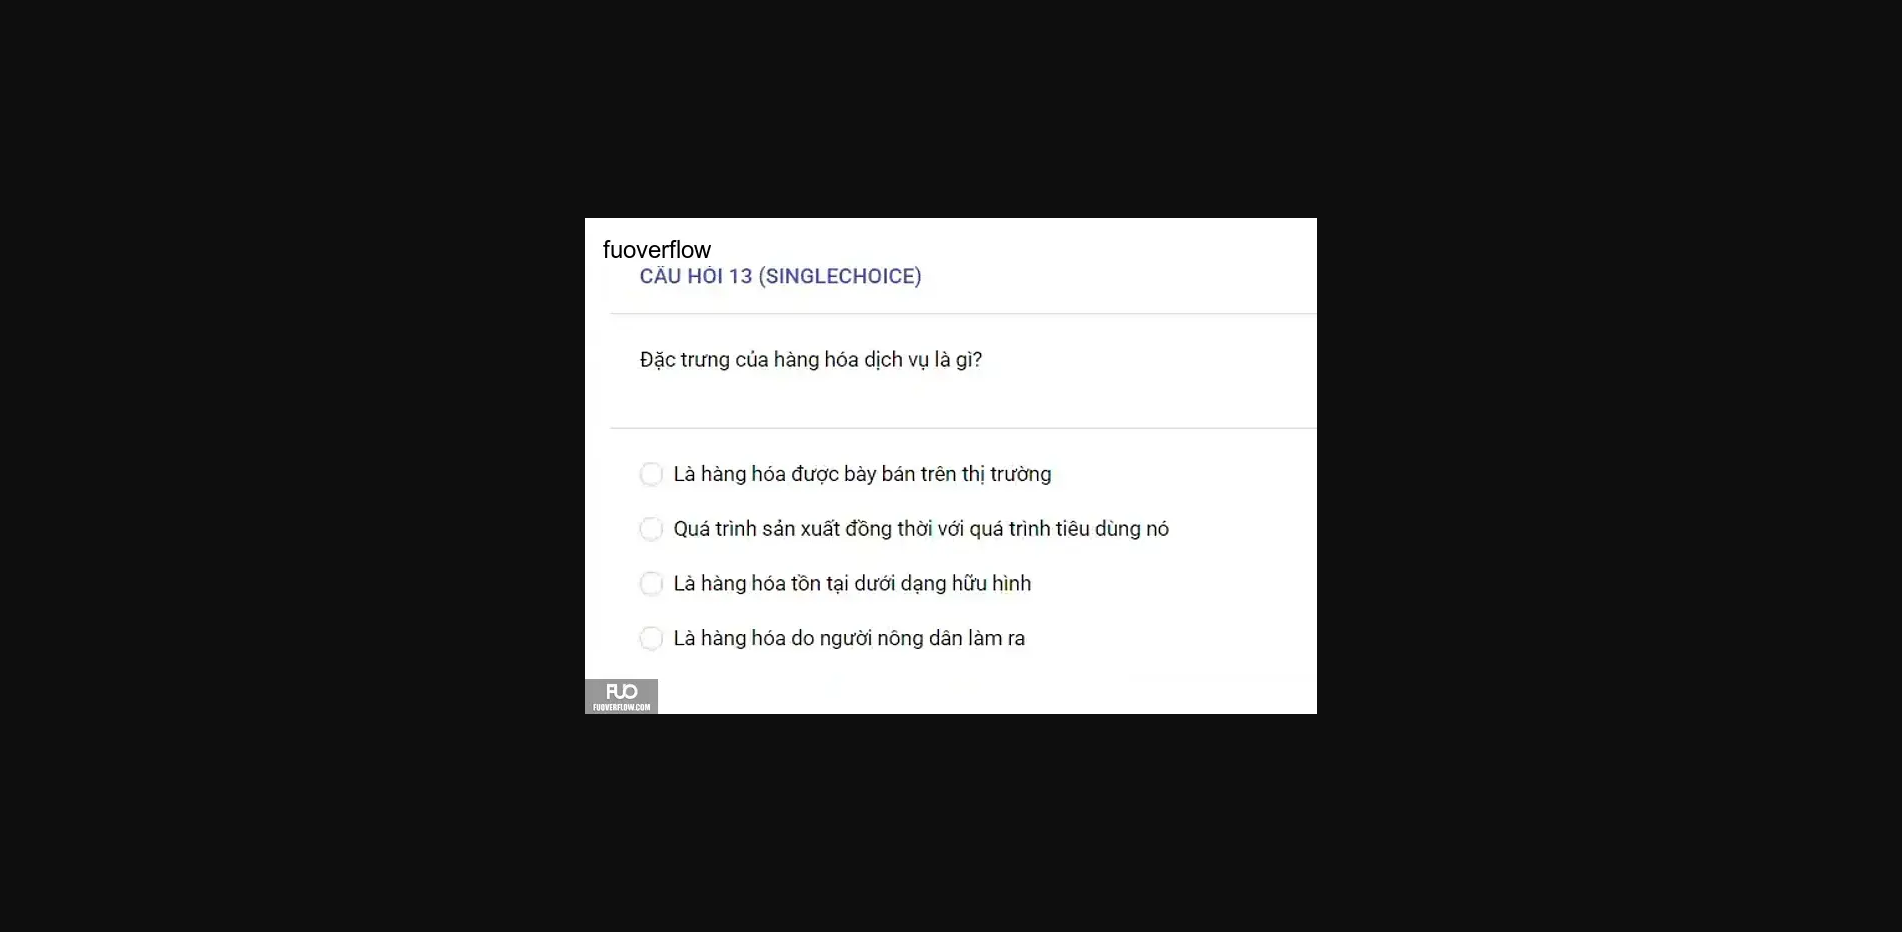 fuoverflow
CÂU HỎI 13 (SINGLECHOICE)
Đặc trưng của hàng hóa dịch vụ là gì?
Là hàng hóa được bày bán trên thị trường
Quá trình sản xuất đồng thời với quá trình tiêu dùng nó
Là hàng hóa tồn tại dưới dạng hữu hình
Là hàng hóa do người nông dân làm ra
FUO
FUOVERFLOW.COM